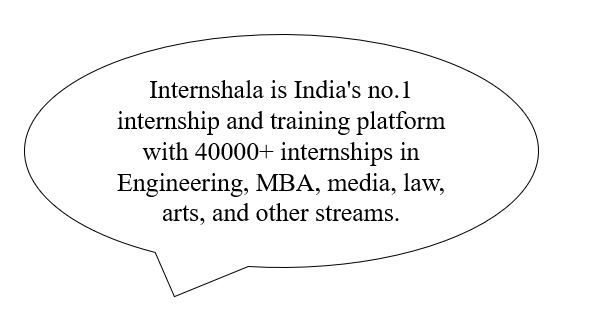 Internshala is India's no.1
internship and training platform
with 40000+ internships in
Engineering, MBA, media, law,
arts, and other streams.